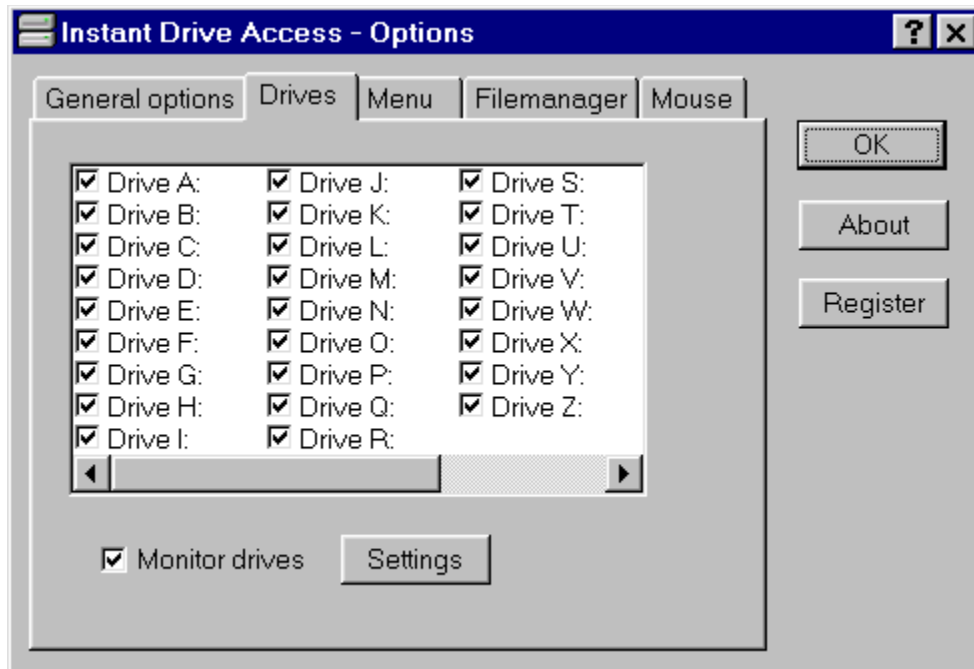 Instant Drive Access - Options
General options Drives Menu Filemanager Mouse
OK
About
Register
Drive A: Drive J: Drive S:
Drive B: Drive K: Drive T:
Drive C: Drive L: Drive U:
Drive D: Drive M: Drive V:
Drive E: Drive N: Drive W:
Drive F: Drive O: Drive X:
Drive G: Drive P: Drive Y:
Drive H: Drive Q: Drive Z:
Drive I: Drive R:
Monitor drives Settings